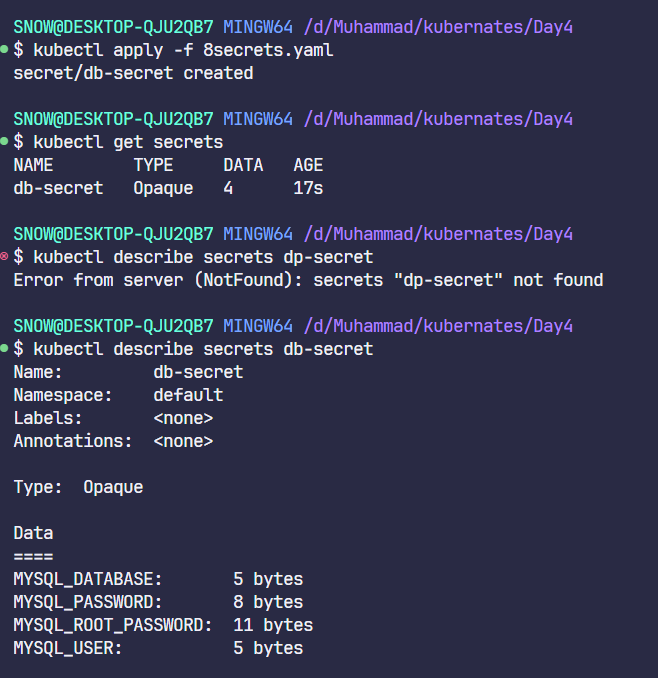 SNOW@DESKTOP-QJU2QB7 MINGW64 /d/Muhammad/kubernates/Day4
$ kubectl apply -f 8secrets.yaml
secret/db-secret created
SNOW@DESKTOP-QJU2QB7 MINGW64 /d/Muhammad/kubernates/Day4
$ kubectl get secrets
NAME        TYPE     DATA   AGE
db-secret   Opaque   4      17s
SNOW@DESKTOP-QJU2QB7 MINGW64 /d/Muhammad/kubernates/Day4
$ kubectl describe secrets dp-secret
Error from server (NotFound): secrets "dp-secret" not found
SNOW@DESKTOP-QJU2QB7 MINGW64 /d/Muhammad/kubernates/Day4
$ kubectl describe secrets db-secret
Name:         db-secret
Namespace:    default
Labels:       <none>
Annotations:  <none>
Type:  Opaque
Data
====
MYSQL_DATABASE:       5 bytes
MYSQL_PASSWORD:       8 bytes
MYSQL_ROOT_PASSWORD:  11 bytes
MYSQL_USER:           5 bytes